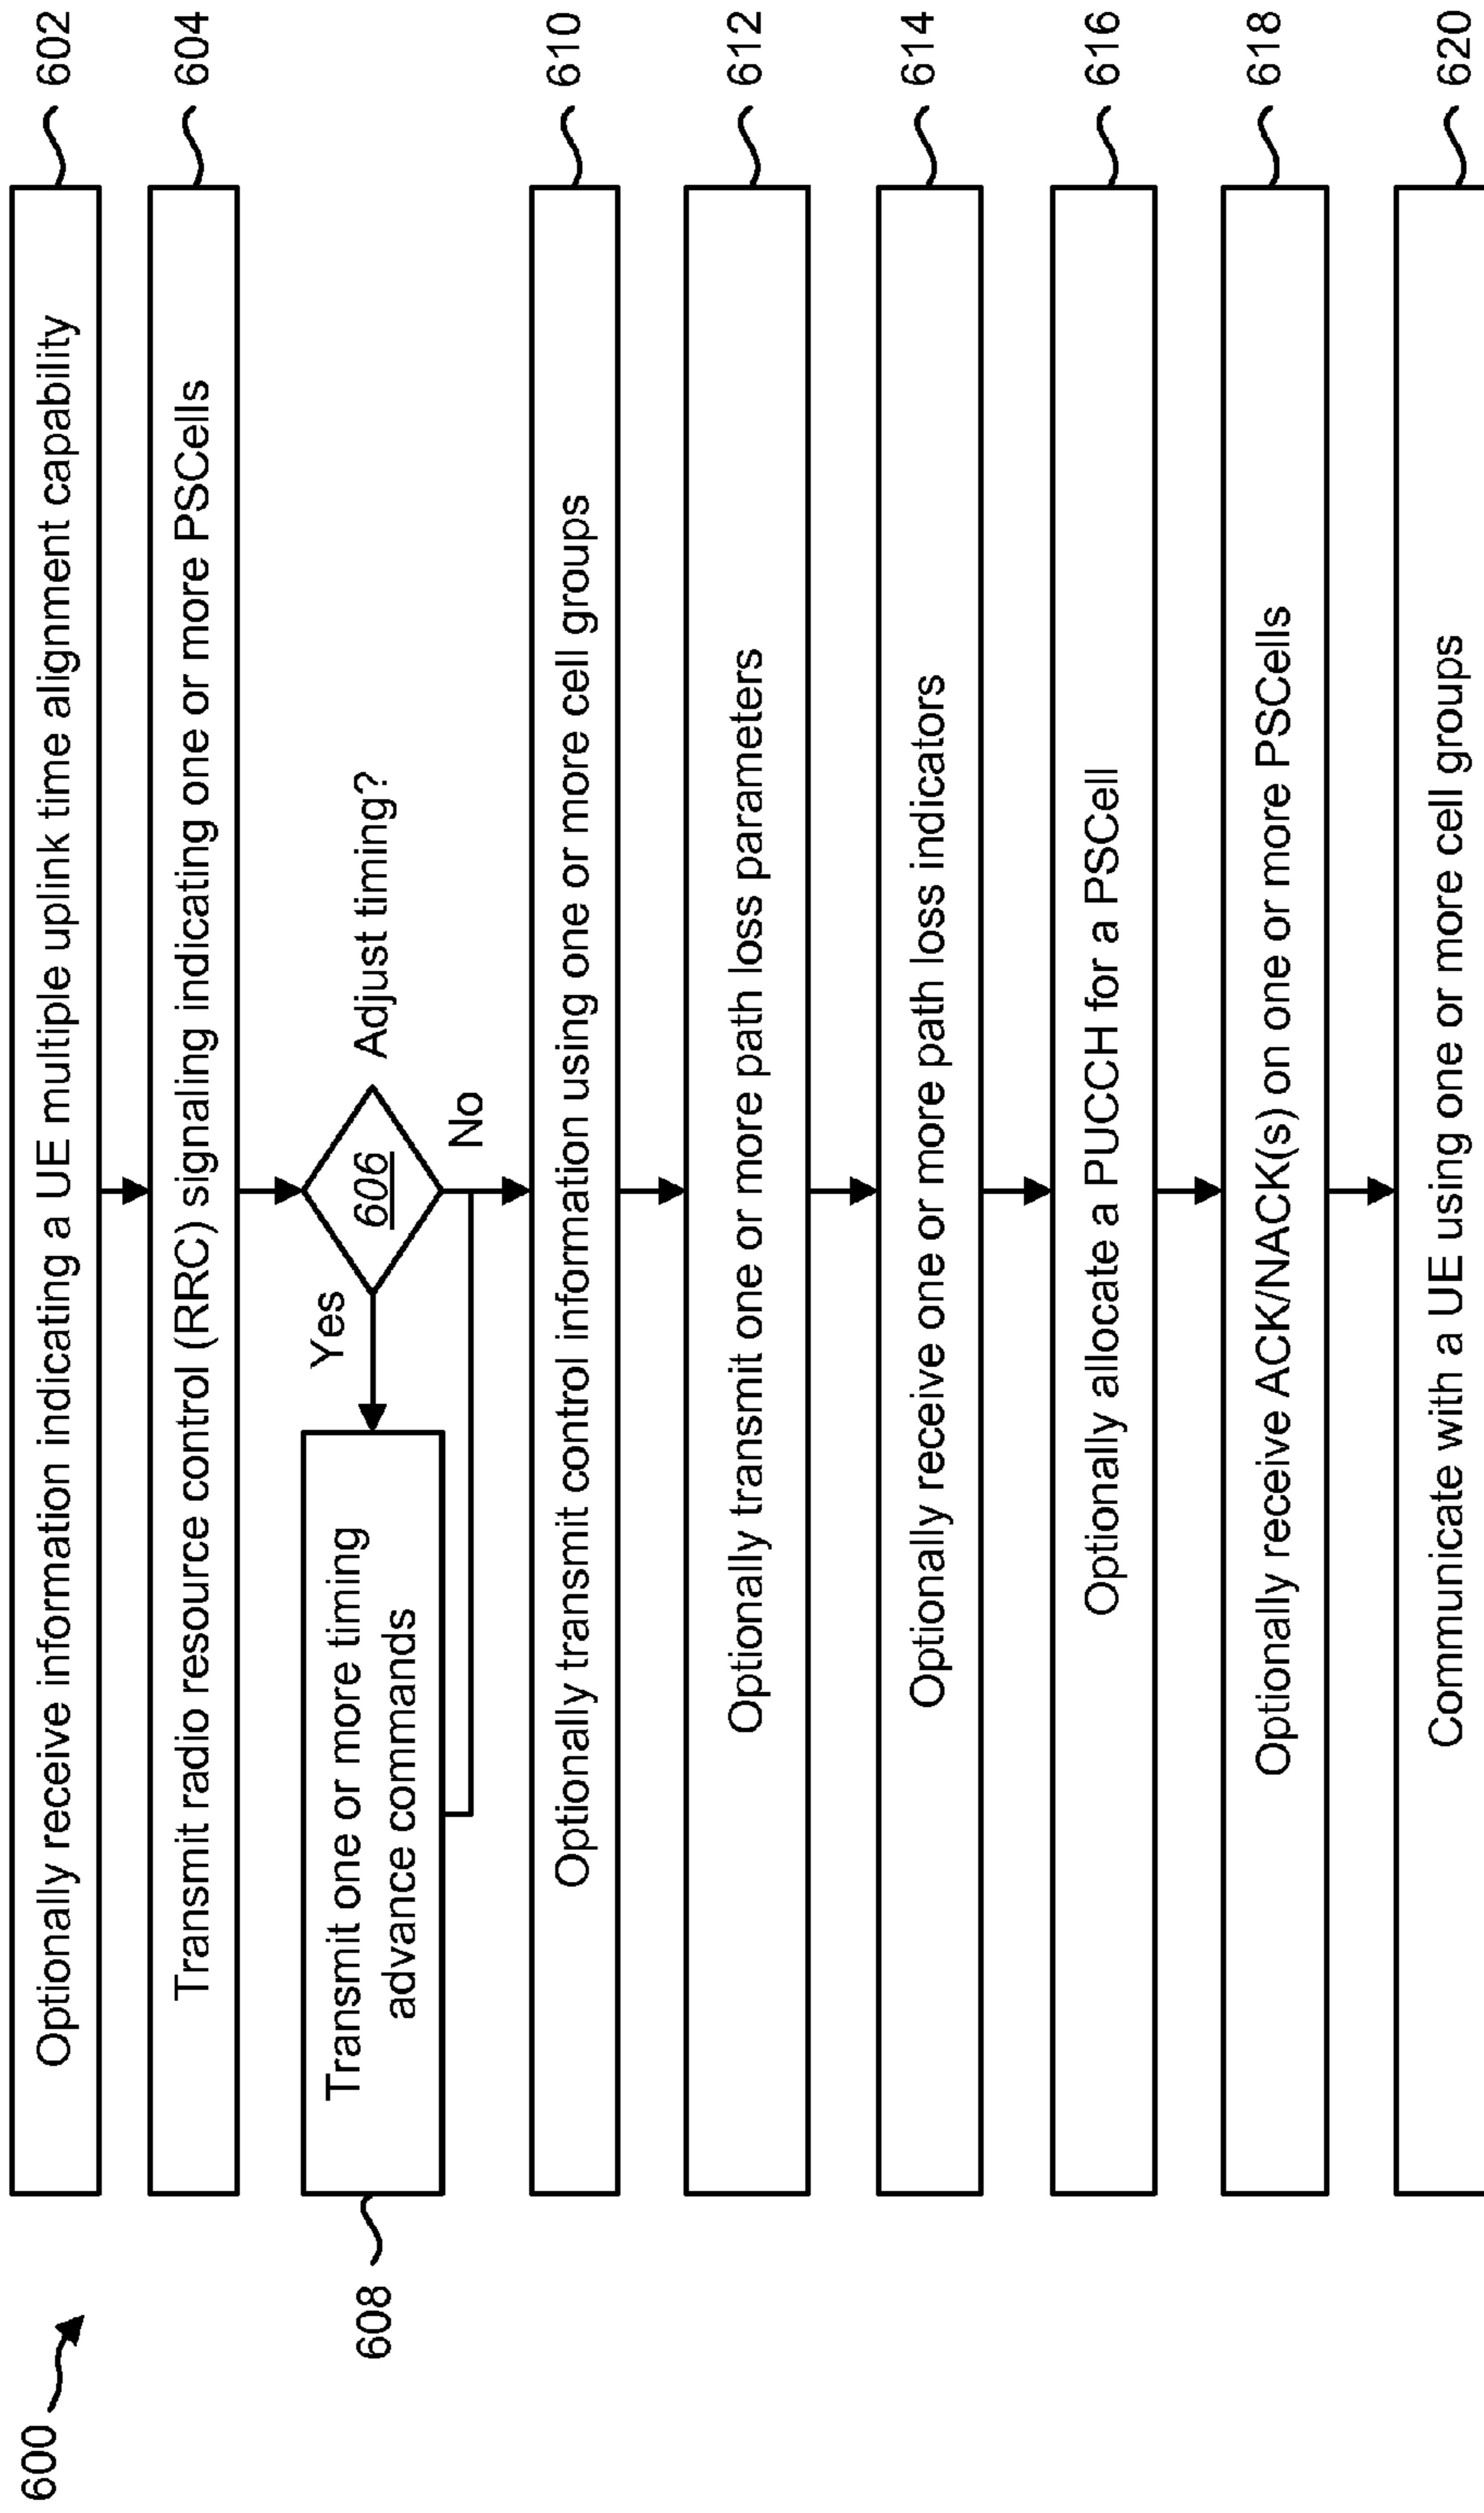 600
Optionally receive information indicating a UE multiple uplink time alignment capability
602
Transmit radio resource control (RRC) signaling indicating one or more PSCells
604
606
Adjust timing?
Yes
No
608
Transmit one or more timing
advance commands
Optionally transmit control information using one or more cell groups
610
Optionally transmit one or more path loss parameters
612
Optionally receive one or more path loss indicators
614
Optionally allocate a PUCCH for a PSCell
616
Optionally receive ACK/NACK(s) on one or more PSCells
618
Communicate with a UE using one or more cell groups
620